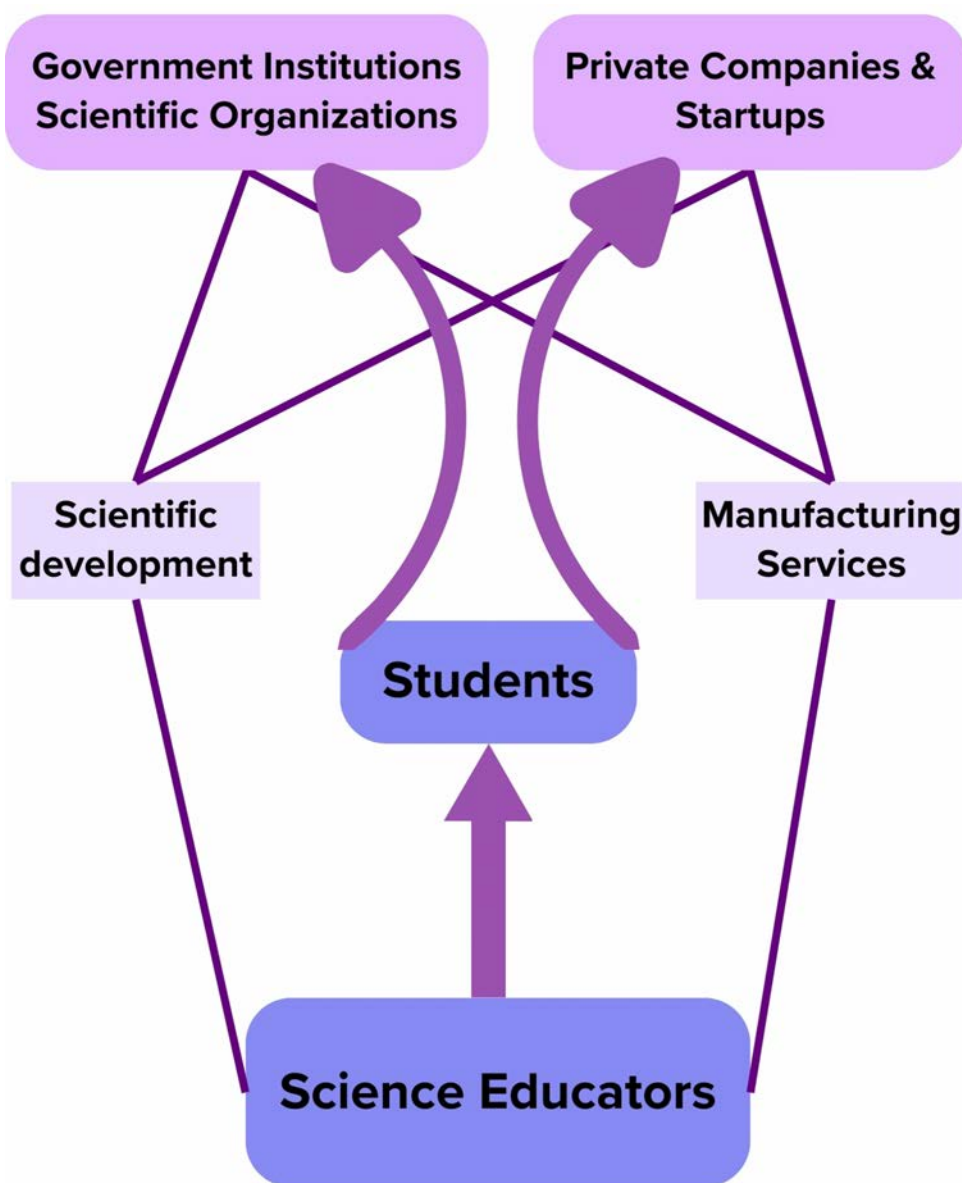 Government Institutions
Scientific Organizations
Private Companies &
Startups
Scientific
development
Manufacturing
Services
Students
Science Educators